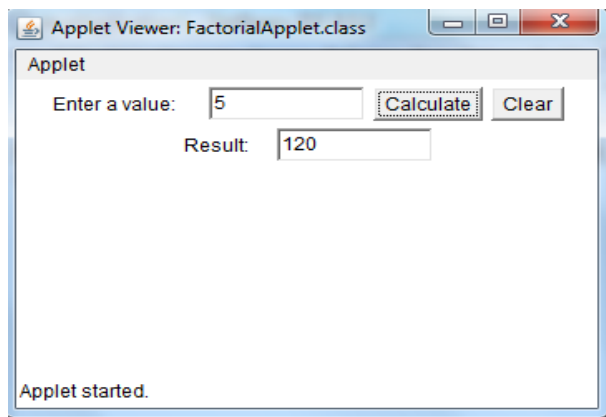 Applet Viewer: FactorialApplet.class
Applet
Enter a value: 5 Calculate Clear
Result: 120
Applet started.